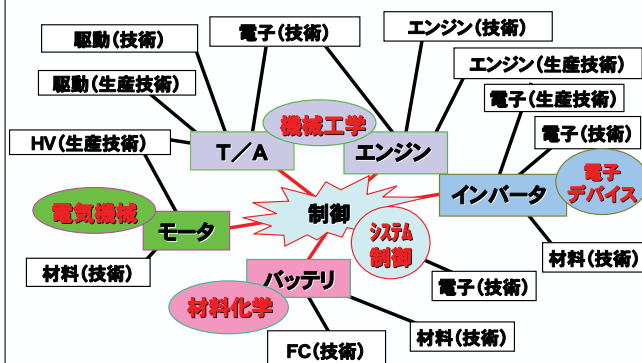 駆動(技術)
電子(技術)
エンジン(技術)
エンジン(生産技術)
駆動(生産技術)
電子(生産技術)
機械工学
HV(生産技術)
T／A
エンジン
電子(技術)
電子
デバイス
インバータ
電気機械
制御
モータ
システム
制御
材料(技術)
バッテリ
材料(技術)
電子(技術)
材料化学
材料(技術)
FC(技術)